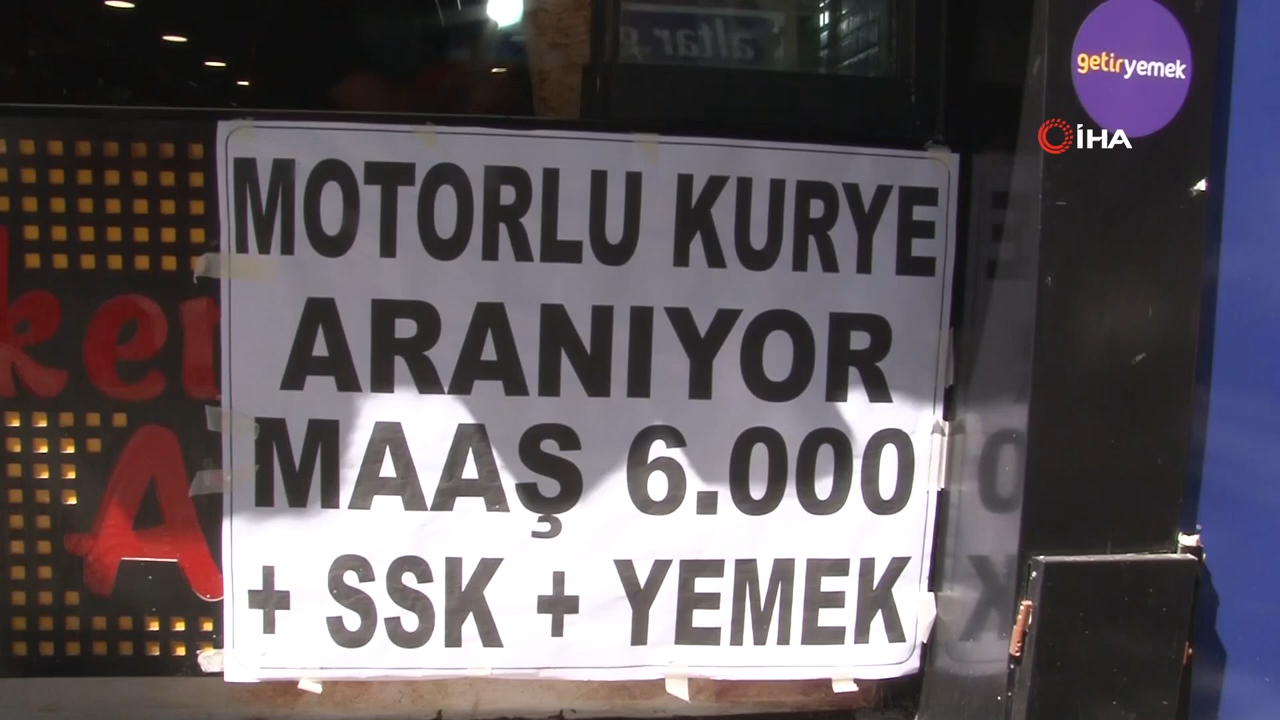 getiryemek
İHA
MOTORLU KURYE
ARANIYOR
MAAŞ 6.000
+ SSK + YEMEK